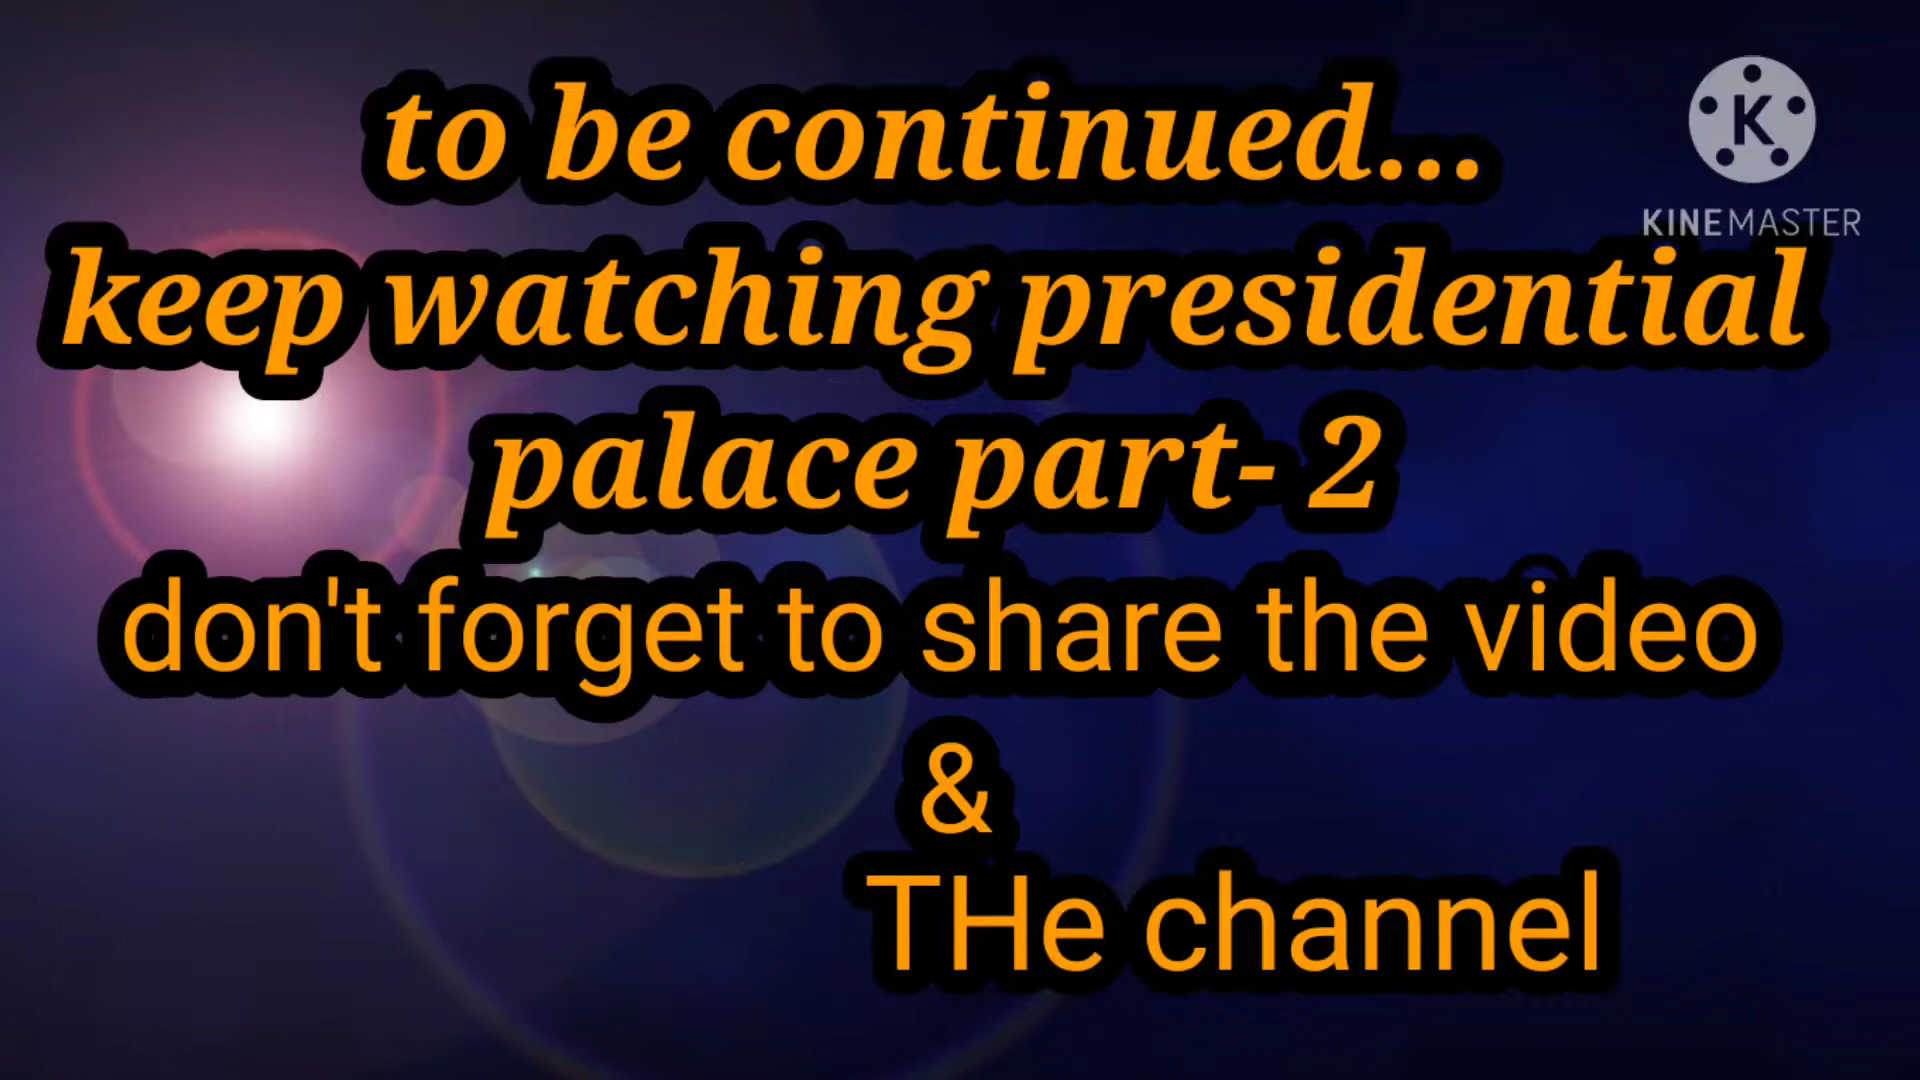 to be continued...
K
KINEMASTER
keep watching presidential
palace part- 2
don't forget to share the video
&
THe channel